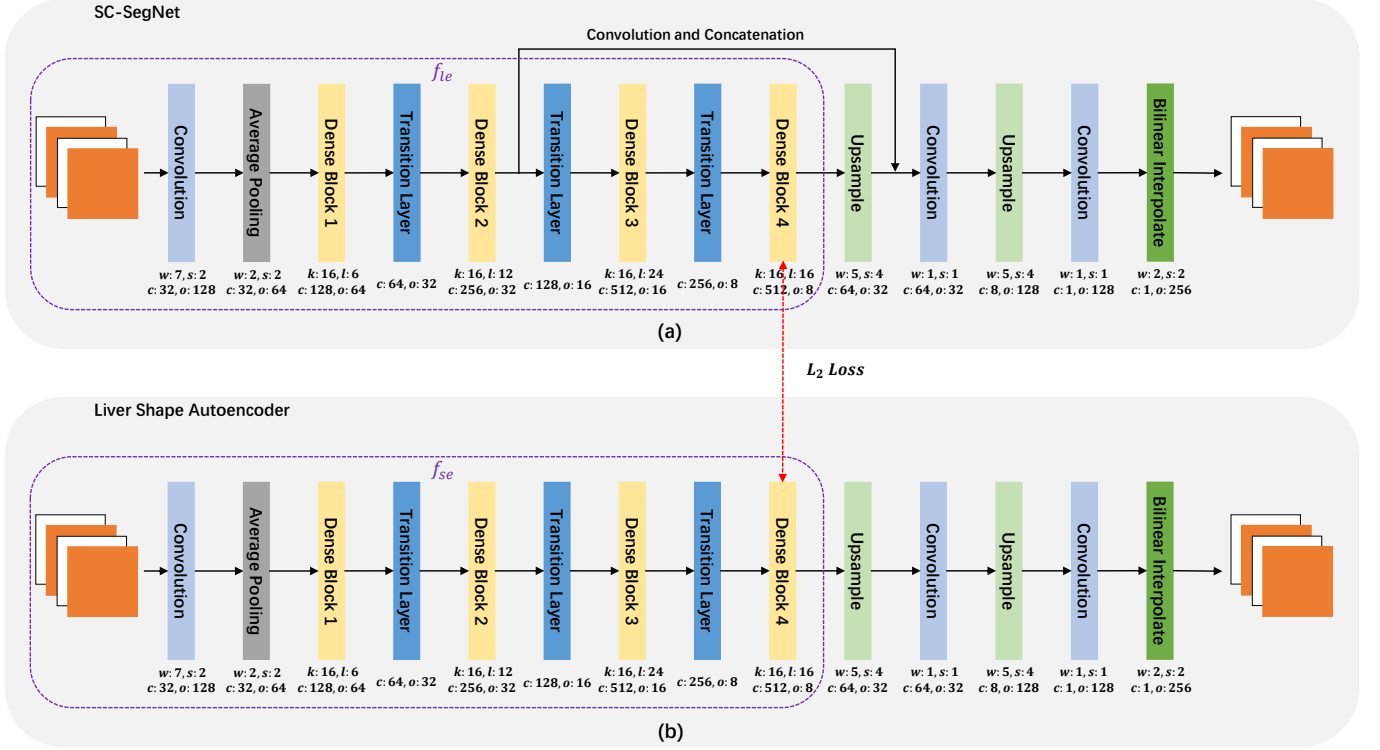 SC-SegNet
Convolution and Concatenation
f_le
Convolution
Average Pooling
Dense Block 1
Transition Layer
Dense Block 2
Transition Layer
Dense Block 3
Transition Layer
Dense Block 4
Upsample
Convolution
Upsample
Convolution
Bilinear Interpolate
w: 7, s: 2
c: 32, o: 128
w: 2, s: 2
c: 32, o: 64
k: 16, l: 6
c: 128, o: 64
c: 64, o: 32
k: 16, l: 12
c: 256, o: 32
c: 128, o: 16
k: 16, l: 24
c: 512, o: 16
c: 256, o: 8
k: 16, l: 16
c: 512, o: 8
w: 5, s: 4
c: 64, o: 32
w: 1, s: 1
c: 64, o: 32
w: 5, s: 4
c: 8, o: 128
w: 1, s: 1
c: 1, o: 128
w: 2, s: 2
c: 1, o: 256
(a)
L₂ Loss
Liver Shape Autoencoder
f_se
Convolution
Average Pooling
Dense Block 1
Transition Layer
Dense Block 2
Transition Layer
Dense Block 3
Transition Layer
Dense Block 4
Upsample
Convolution
Upsample
Convolution
Bilinear Interpolate
w: 7, s: 2
c: 32, o: 128
w: 2, s: 2
c: 32, o: 64
k: 16, l: 6
c: 128, o: 64
c: 64, o: 32
k: 16, l: 12
c: 256, o: 32
c: 128, o: 16
k: 16, l: 24
c: 512, o: 16
c: 256, o: 8
k: 16, l: 16
c: 512, o: 8
w: 5, s: 4
c: 64, o: 32
w: 1, s: 1
c: 64, o: 32
w: 5, s: 4
c: 8, o: 128
w: 1, s: 1
c: 1, o: 128
w: 2, s: 2
c: 1, o: 256
(b)